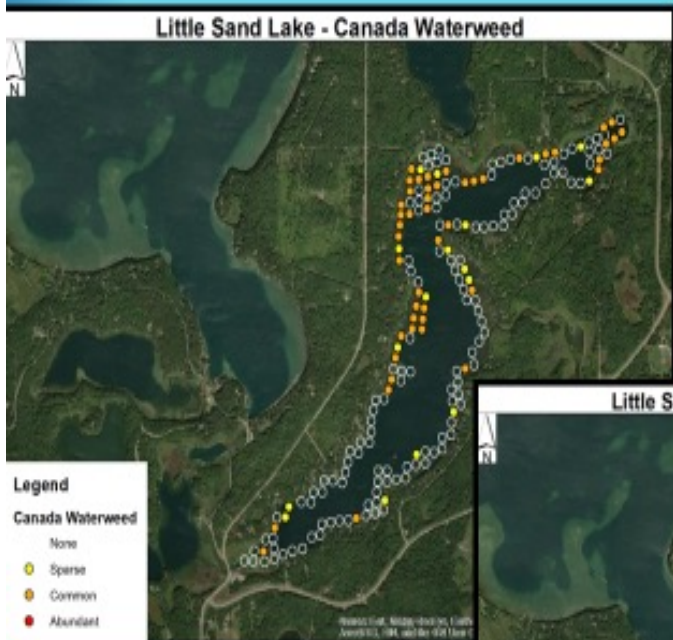 Little Sand Lake - Canada Waterweed
N
Little S
N
Legend
Canada Waterweed
None
Sparse
Common
Abundant